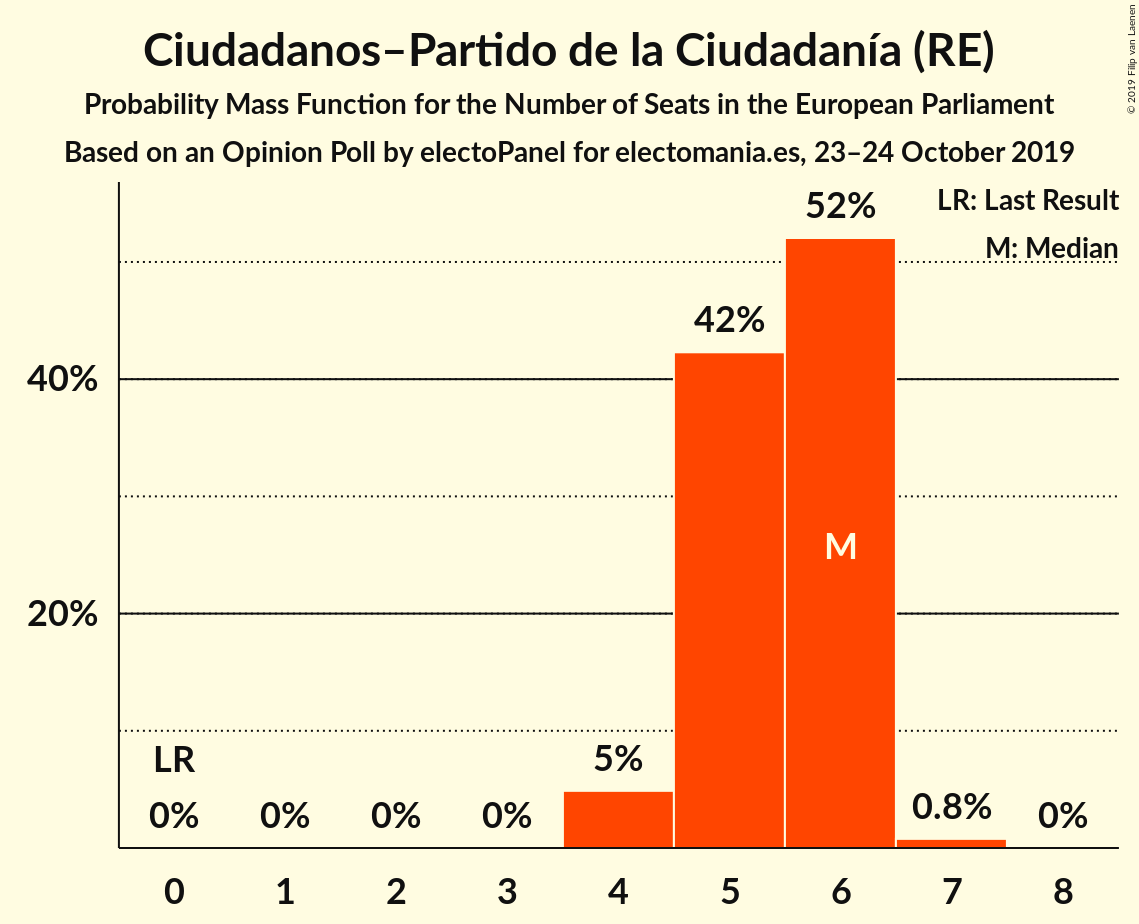 Ciudadanos–Partido de la Ciudadanía (RE)
Probability Mass Function for the Number of Seats in the European Parliament
Based on an Opinion Poll by electoPanel for electomania.es, 23–24 October 2019
© 2019 Filip van Laenen
LR: Last Result
M: Median
52%
42%
40%
M
20%
LR
5%
0% 0% 0% 0% 0.8% 0%
0 1 2 3 4 5 6 7 8